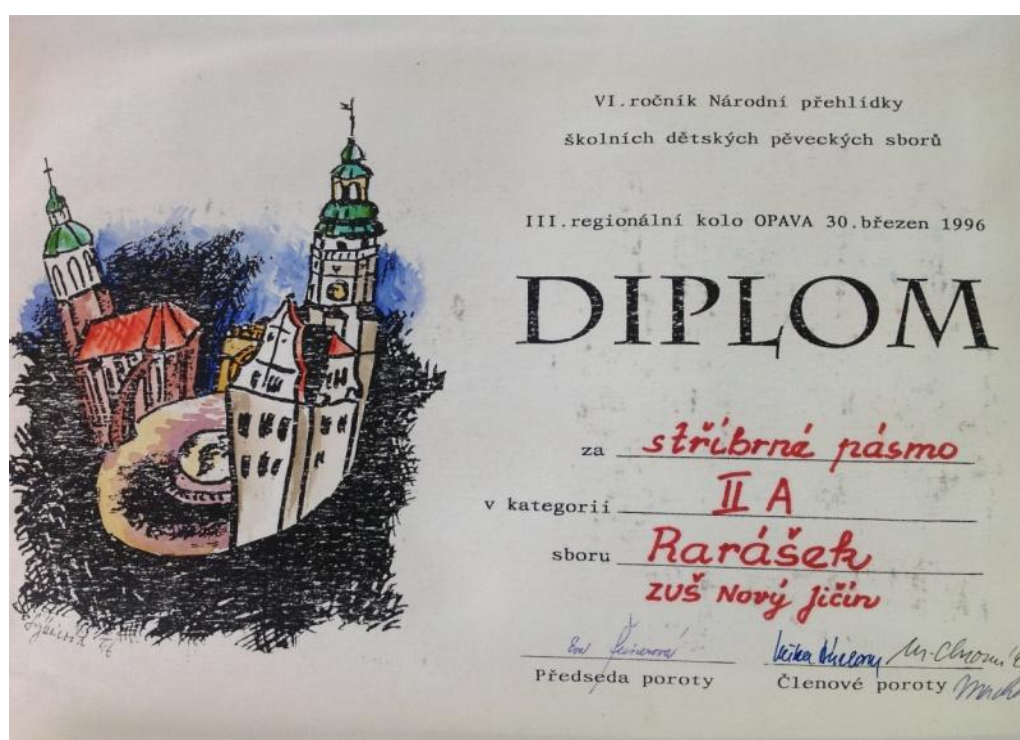 VI.ročník Národní přehlídky
školních dětských pěveckých sborů
III.regionální kolo OPAVA 30.březen 1996
DIPLOM
za stříbrné pásmo
v kategorii II A
sboru Rarášek
ZUŠ Nový Jičín
Předseda poroty
Členové poroty